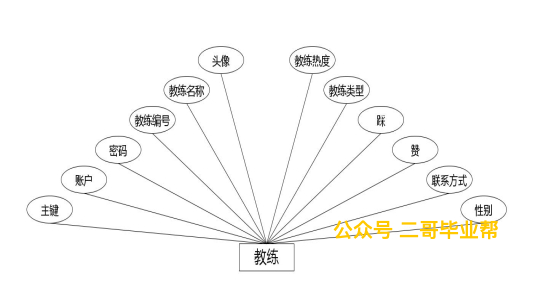 头像
教练热度
教练名称
教练类型
教练编号
踩
密码
赞
账户
联系方式
主键
性别
公众号 二哥毕业帮
教练